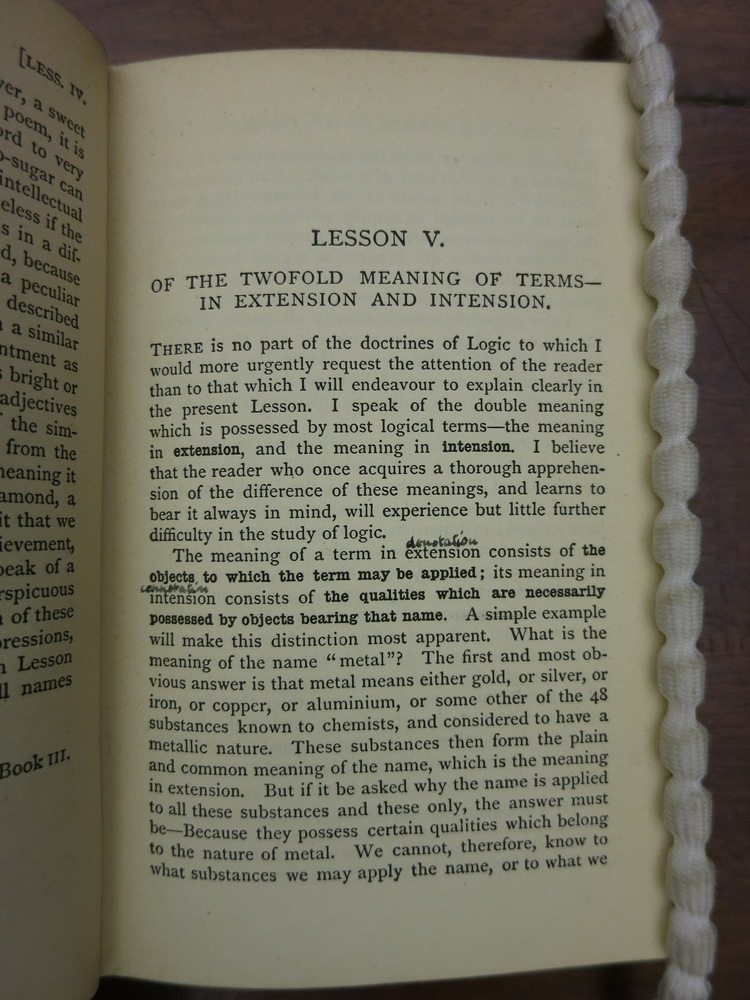 [LESS. IV.
ver, a sweet
poem, it is
ord to very
o-sugar can
intellectual
eless if the
s in a dif-
d, because
a peculiar
described
a similar
ntment as
bright or
adjectives
the sim-
from the
neaning it
amond, a
it that we
ievement,
peak of a
rspicuous
of these
pressions,
Lesson
ll names
Book III.
LESSON V.
OF THE TWOFOLD MEANING OF TERMS—
IN EXTENSION AND INTENSION.
THERE is no part of the doctrines of Logic to which I
would more urgently request the attention of the reader
than to that which I will endeavour to explain clearly in
the present Lesson. I speak of the double meaning
which is possessed by most logical terms—the meaning
in extension, and the meaning in intension. I believe
that the reader who once acquires a thorough apprehen-
sion of the difference of these meanings, and learns to
bear it always in mind, will experience but little further
difficulty in the study of logic.
denotation
The meaning of a term in extension consists of the
objects to which the term may be applied; its meaning in
connotation
intension consists of the qualities which are necessarily
possessed by objects bearing that name. A simple example
will make this distinction most apparent. What is the
meaning of the name “metal”? The first and most ob-
vious answer is that metal means either gold, or silver, or
iron, or copper, or aluminium, or some other of the 48
substances known to chemists, and considered to have a
metallic nature. These substances then form the plain
and common meaning of the name, which is the meaning
in extension. But if it be asked why the name is applied
to all these substances and these only, the answer must
be—Because they possess certain qualities which belong
to the nature of metal. We cannot, therefore, know to
what substances we may apply the name, or to what we